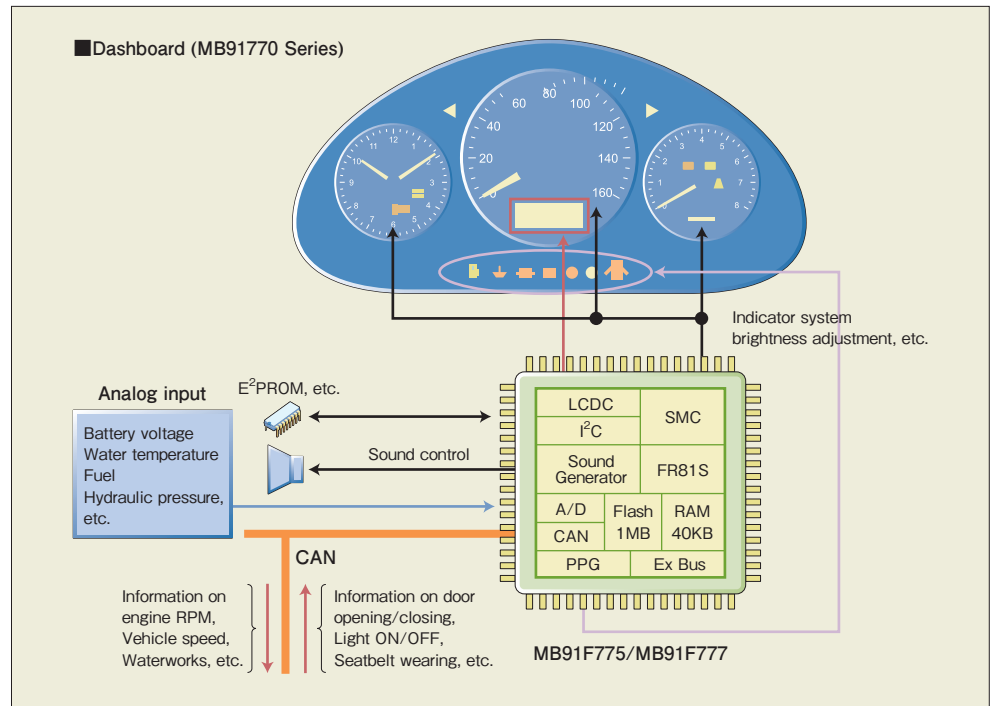 ■Dashboard (MB91770 Series)
12
1
2
3
4
5
6
7
8
9
10
11
0
20
40
60
80
100
120
140
160
0
1
2
3
4
5
6
7
8
Indicator system
brightness adjustment, etc.
Analog input
Battery voltage
Water temperature
Fuel
Hydraulic pressure,
etc.
E²PROM, etc.
Sound control
LCDC
I²C
SMC
Sound
Generator
FR81S
A/D
CAN
Flash
1MB
RAM
40KB
PPG
Ex Bus
CAN
Information on
engine RPM,
Vehicle speed,
Waterworks, etc.
Information on door
opening/closing,
Light ON/OFF,
Seatbelt wearing, etc.
MB91F775/MB91F777